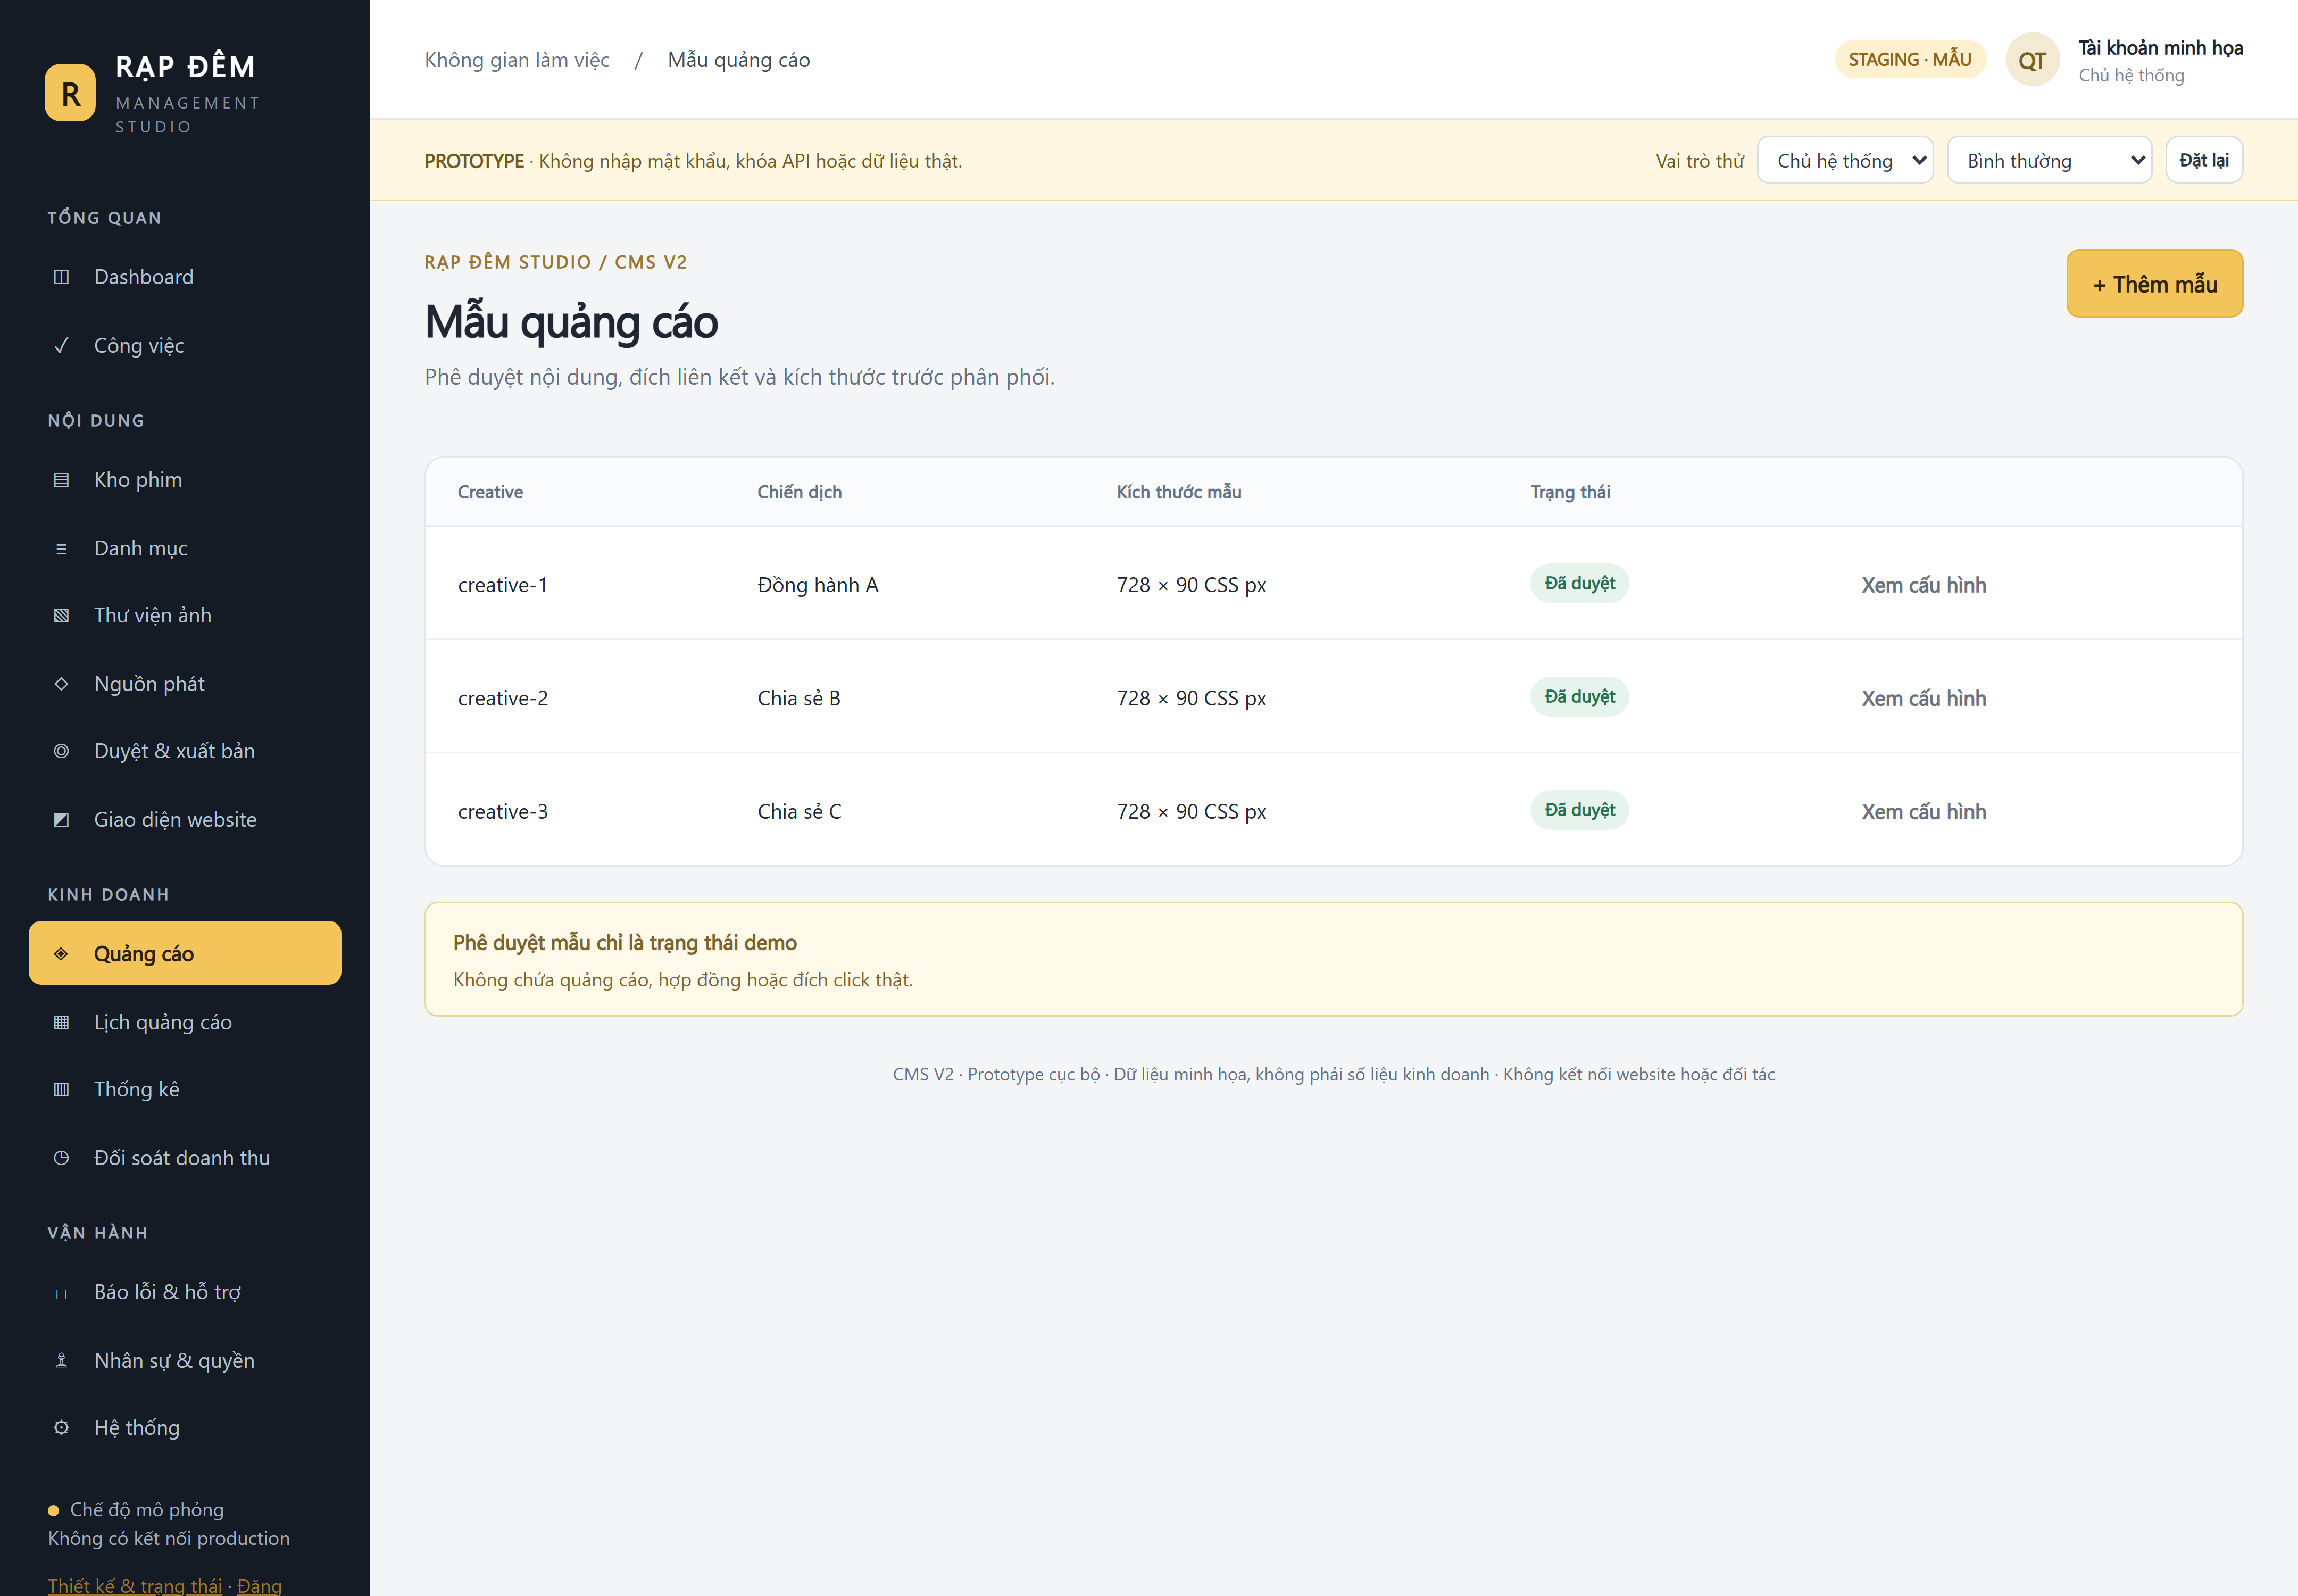 R
RẠP ĐÊM
MANAGEMENT
STUDIO
TỔNG QUAN
Dashboard
Công việc
NỘI DUNG
Kho phim
Danh mục
Thư viện ảnh
Nguồn phát
Duyệt & xuất bản
Giao diện website
KINH DOANH
Quảng cáo
Lịch quảng cáo
Thống kê
Đối soát doanh thu
VẬN HÀNH
Báo lỗi & hỗ trợ
Nhân sự & quyền
Hệ thống
Chế độ mô phỏng
Không có kết nối production
Thiết kế & trạng thái · Đăng
Không gian làm việc / Mẫu quảng cáo
STAGING · MẪU
QT
Tài khoản minh họa
Chủ hệ thống
PROTOTYPE · Không nhập mật khẩu, khóa API hoặc dữ liệu thật.
Vai trò thử
Chủ hệ thống
Bình thường
Đặt lại
RẠP ĐÊM STUDIO / CMS V2
Mẫu quảng cáo
Phê duyệt nội dung, đích liên kết và kích thước trước phân phối.
+ Thêm mẫu
Creative Chiến dịch Kích thước mẫu Trạng thái
creative-1 Đồng hành A 728 × 90 CSS px Đã duyệt Xem cấu hình
creative-2 Chia sẻ B 728 × 90 CSS px Đã duyệt Xem cấu hình
creative-3 Chia sẻ C 728 × 90 CSS px Đã duyệt Xem cấu hình
Phê duyệt mẫu chỉ là trạng thái demo
Không chứa quảng cáo, hợp đồng hoặc đích click thật.
CMS V2 · Prototype cục bộ · Dữ liệu minh họa, không phải số liệu kinh doanh · Không kết nối website hoặc đối tác